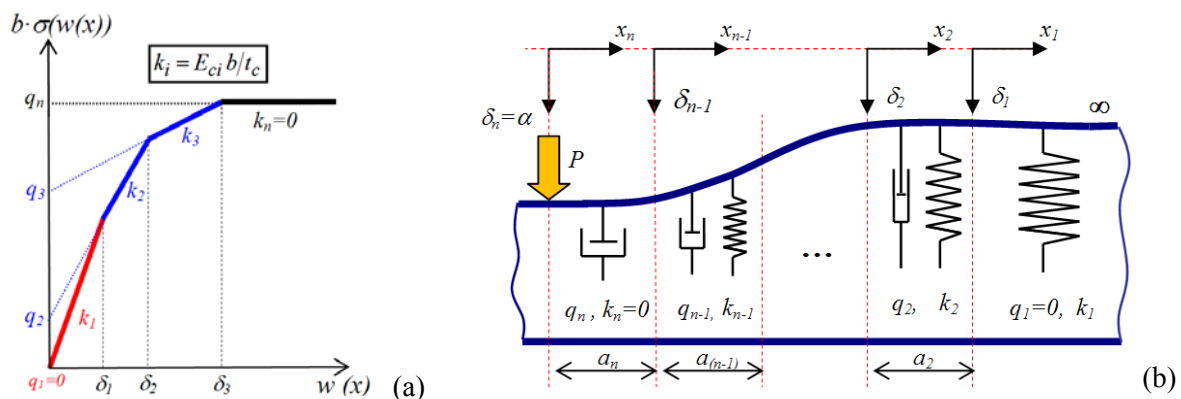 b·σ(w(x))
k_i = E_ci b/t_c
q_n
k_3
k_n=0
q_3
k_2
q_2
k_1
q_1=0
δ_1
δ_2
δ_3
w (x)
(a)
x_n
x_n-1
x_2
x_1
δ_n=α
δ_n-1
δ_2
δ_1
∞
P
...
q_n , k_n=0
q_n-1, k_n-1
q_2, k_2
q_1=0, k_1
a_n
a_(n-1)
a_2
(b)